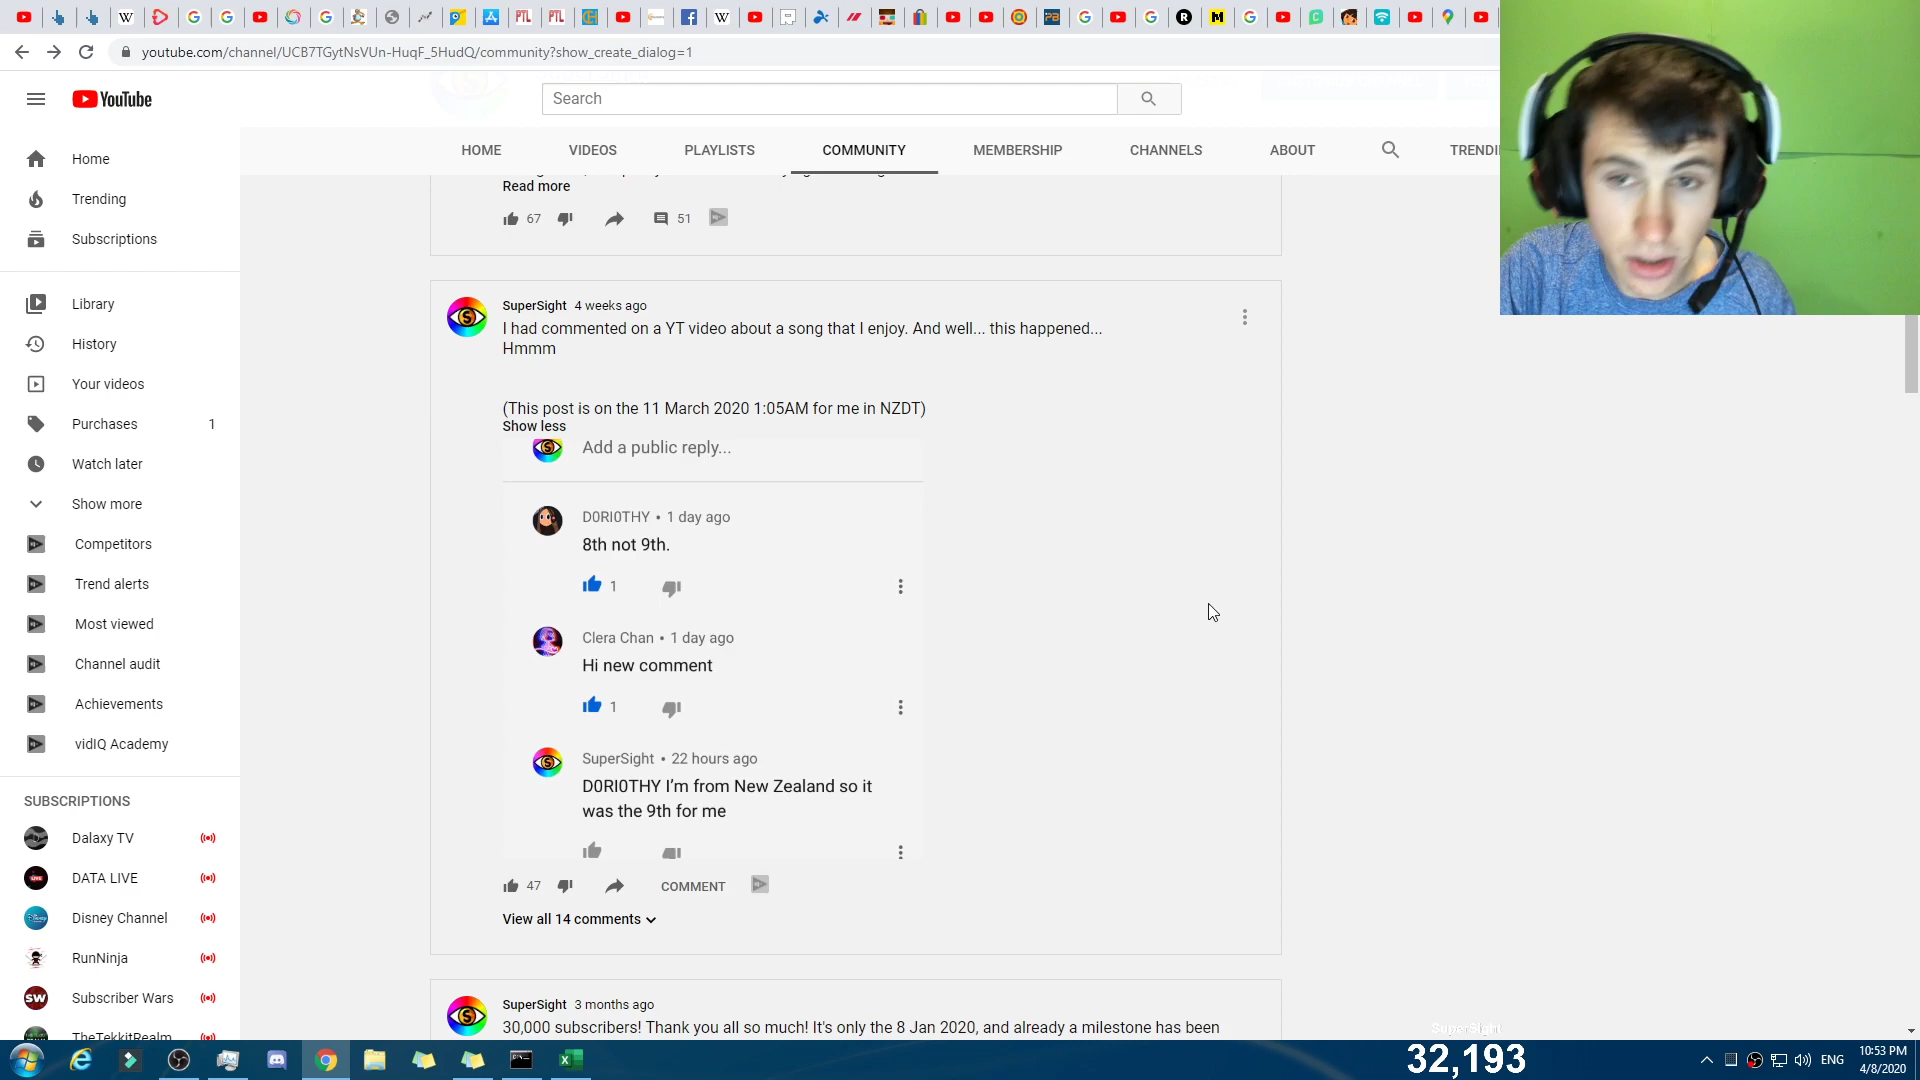 youtube.com/channel/UCB7TGytNsVUn-HuqF_5HudQ/community?show_create_dialog=1
YouTube
Search
HOME VIDEOS PLAYLISTS COMMUNITY MEMBERSHIP CHANNELS ABOUT TRENDI
Home
Trending
Subscriptions
Library
History
Your videos
Purchases 1
Watch later
Show more
Competitors
Trend alerts
Most viewed
Channel audit
Achievements
vidIQ Academy
SUBSCRIPTIONS
Dalaxy TV
DATA LIVE
Disney Channel
RunNinja
Subscriber Wars
TheTekkitRealm
Read more
67 51
SuperSight 4 weeks ago
I had commented on a YT video about a song that I enjoy. And well... this happened...
Hmmm
(This post is on the 11 March 2020 1:05AM for me in NZDT)
Show less
Add a public reply...
D0RI0THY • 1 day ago
8th not 9th.
1
Clera Chan • 1 day ago
Hi new comment
1
SuperSight • 22 hours ago
D0RI0THY I'm from New Zealand so it
was the 9th for me
47 COMMENT
View all 14 comments
SuperSight 3 months ago
30,000 subscribers! Thank you all so much! It's only the 8 Jan 2020, and already a milestone has been
SuperSight
32,193
ENG
10:53 PM
4/8/2020